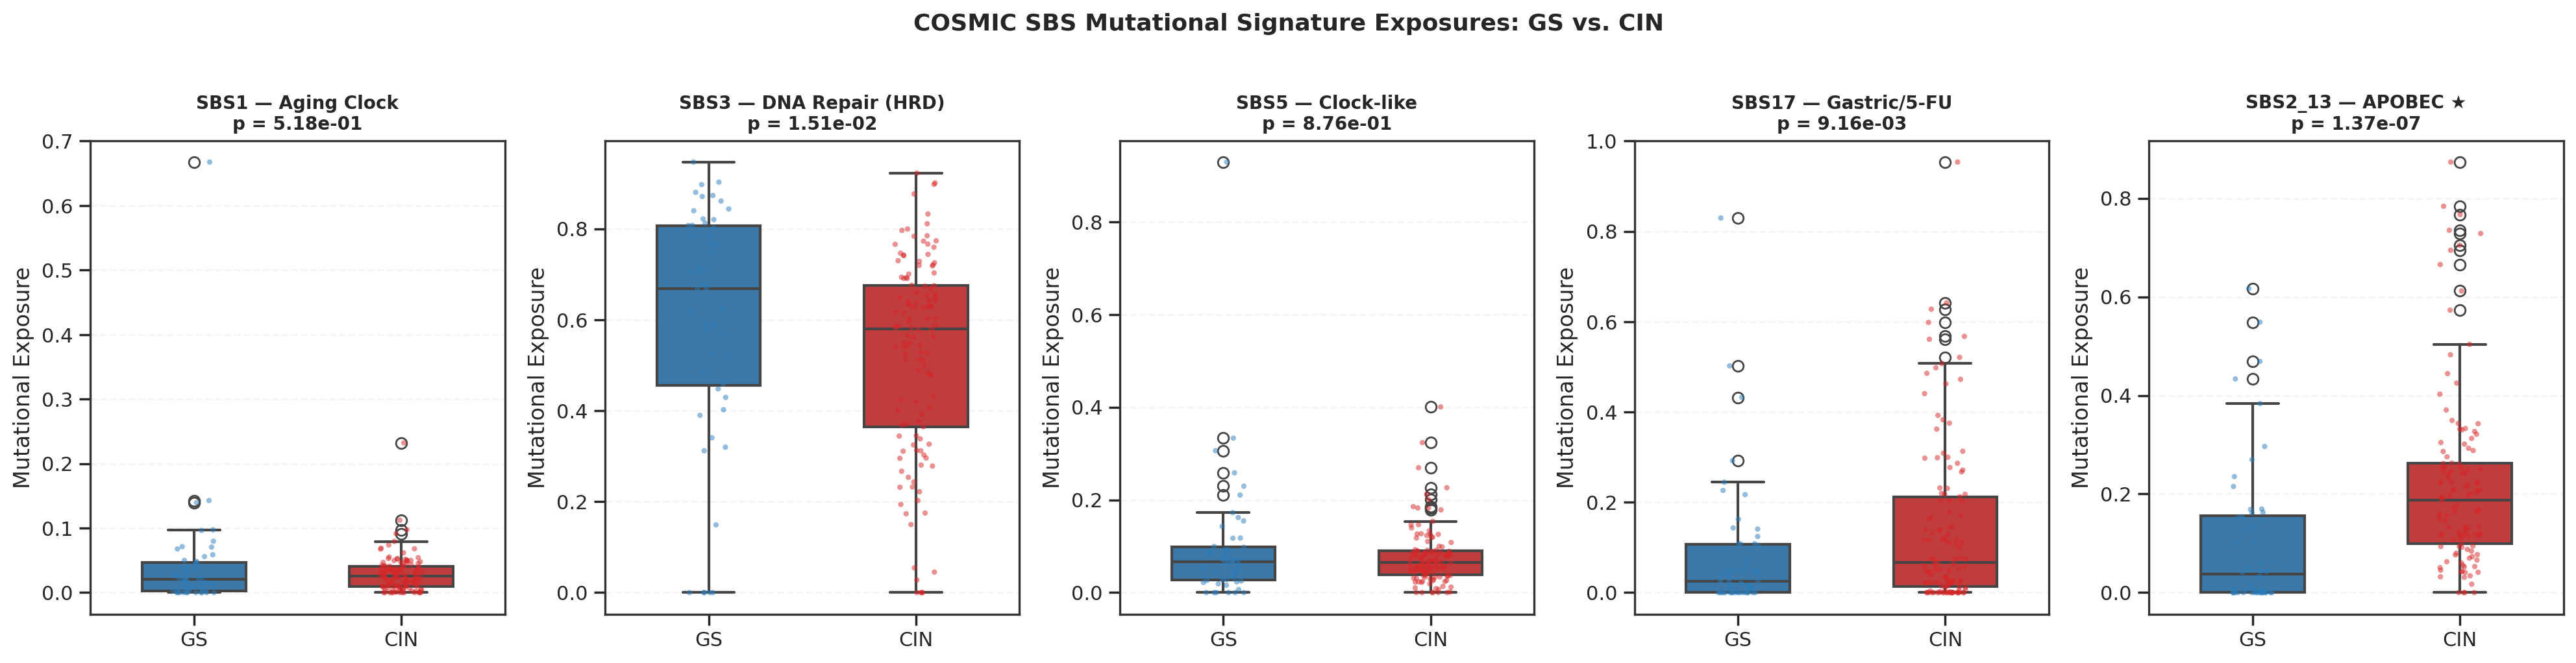 COSMIC SBS Mutational Signature Exposures: GS vs. CIN
SBS1 — Aging Clock
p = 5.18e-01
Mutational Exposure
0.7
0.6
0.5
0.4
0.3
0.2
0.1
0.0
GS
CIN
SBS3 — DNA Repair (HRD)
p = 1.51e-02
Mutational Exposure
0.8
0.6
0.4
0.2
0.0
GS
CIN
SBS5 — Clock-like
p = 8.76e-01
Mutational Exposure
0.8
0.6
0.4
0.2
0.0
GS
CIN
SBS17 — Gastric/5-FU
p = 9.16e-03
Mutational Exposure
1.0
0.8
0.6
0.4
0.2
0.0
GS
CIN
SBS2_13 — APOBEC ★
p = 1.37e-07
Mutational Exposure
0.8
0.6
0.4
0.2
0.0
GS
CIN